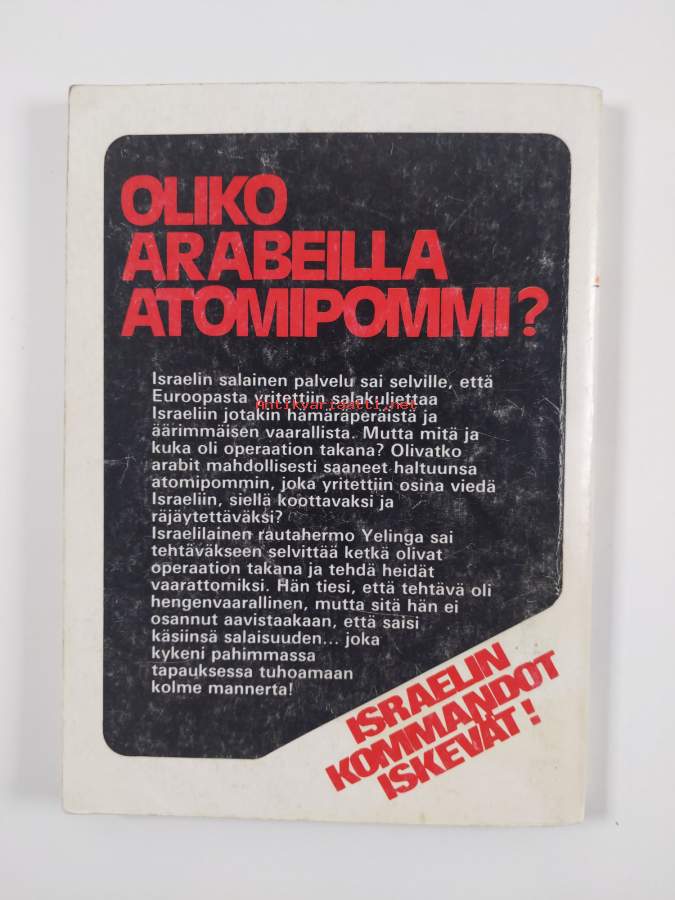 OLIKO
ARABEILLA
ATOMIPOMMI?
Israelin salainen palvelu sai selville, että
Euroopasta yritettiin salakuljettaa
Antikvariaatti.net
Israeliin jotakin hämäräperäistä ja
äärimmäisen vaarallista. Mutta mitä ja
kuka oli operaation takana? Olivatko
arabit mahdollisesti saaneet haltuunsa
atomipommin, joka yritettiin osina viedä
Israeliin, siellä koottavaksi ja
räjäytettäväksi?
Israelilainen rautahermo Yelinga sai
tehtäväkseen selvittää ketkä olivat
operaation takana ja tehdä heidät
vaarattomiksi. Hän tiesi, että tehtävä oli
hengenvaarallinen, mutta sitä hän ei
osannut aavistaakaan, että saisi
käsiinsä salaisuuden... joka
kykeni pahimmassa
tapauksessa tuhoamaan
kolme mannerta!
ISRAELIN
KOMMANDOT
ISKEVÄT!